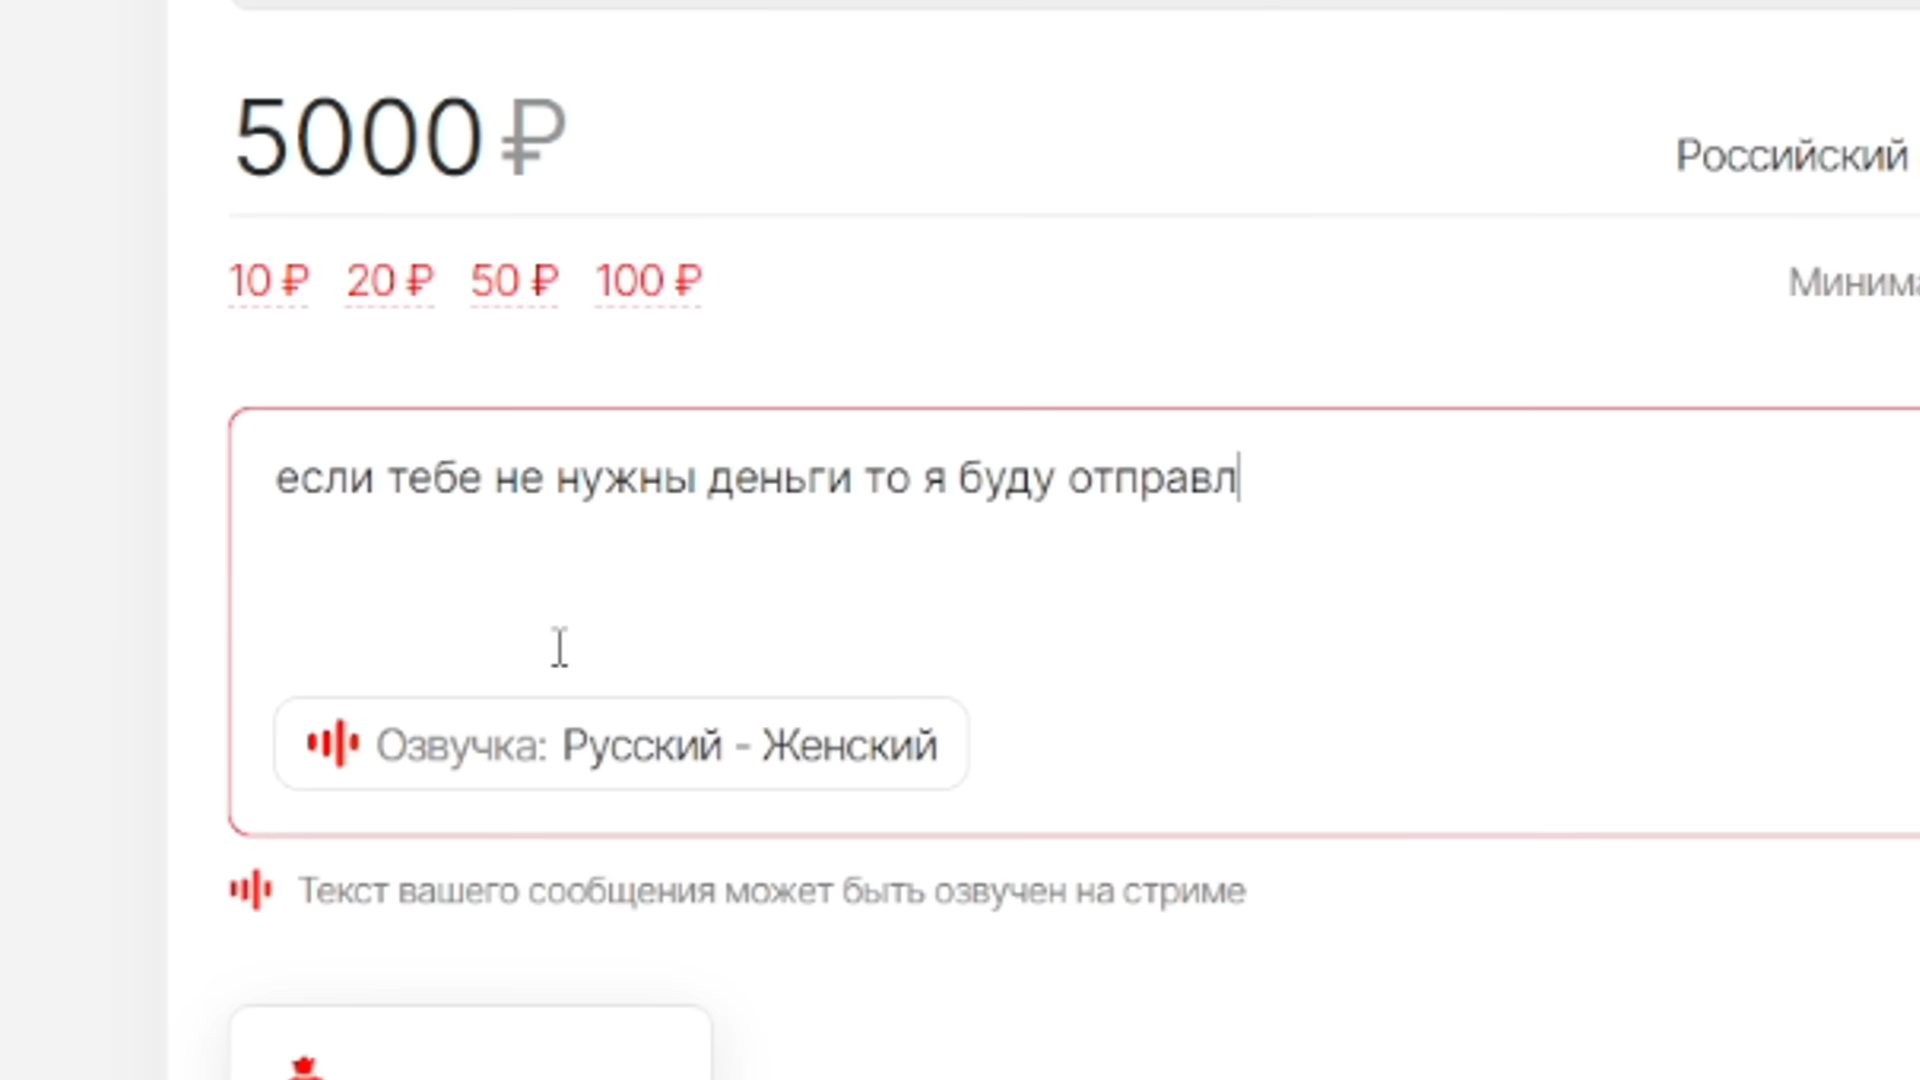 5000 ₽
Российский
10 ₽ 20 ₽ 50 ₽ 100 ₽
если тебе не нужны деньги то я буду отправл
Озвучка: Русский - Женский
Текст вашего сообщения может быть озвучен на стриме